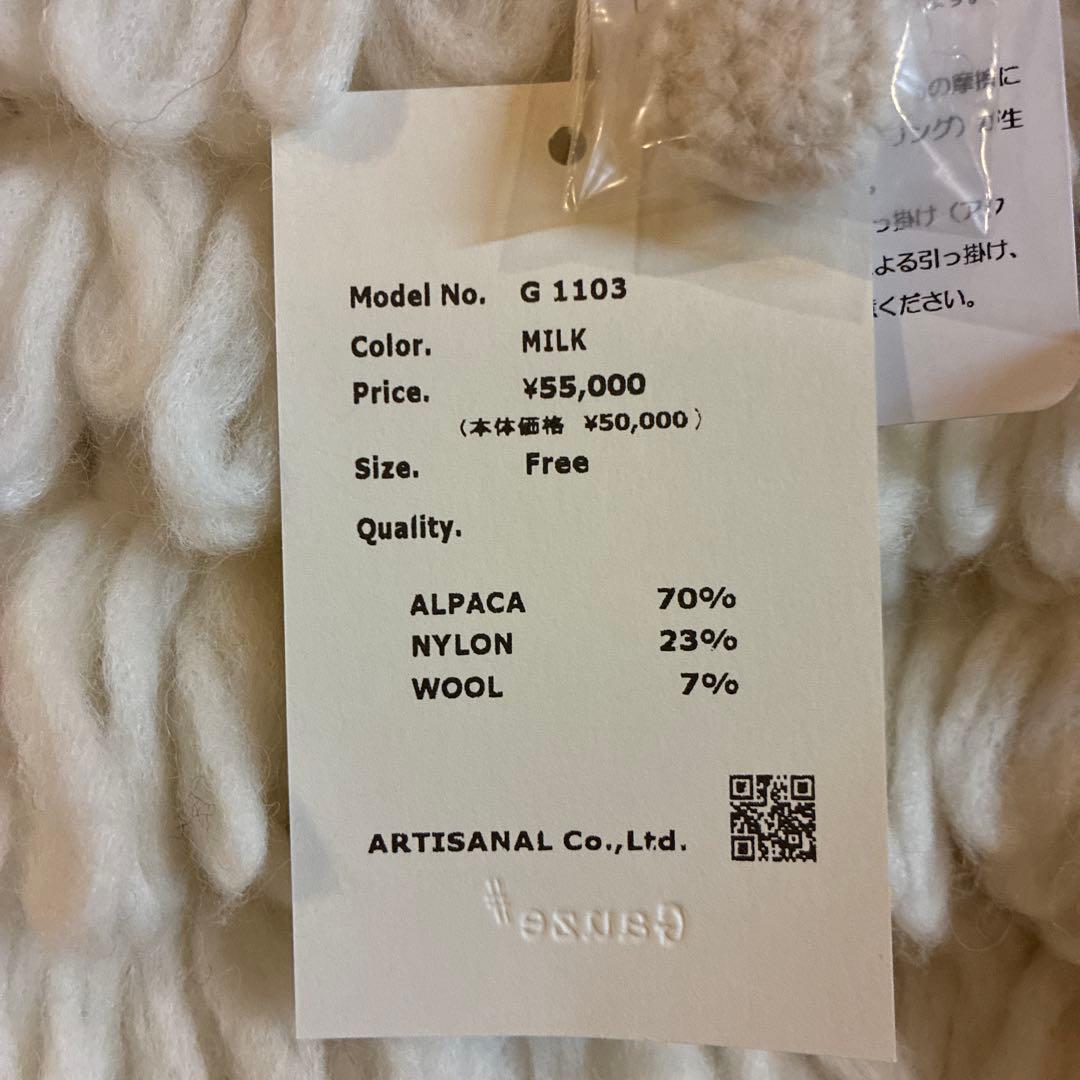 Model No. G 1103
Color. MILK
Price. ¥55,000
(本体価格 ¥50,000)
Size. Free
Quality.
ALPACA 70%
NYLON 23%
WOOL 7%
ARTISANAL Co.,Ltd.
Gauze#
の摩擦に
リング)が生
っ掛け
よる引っ掛け、
ください。